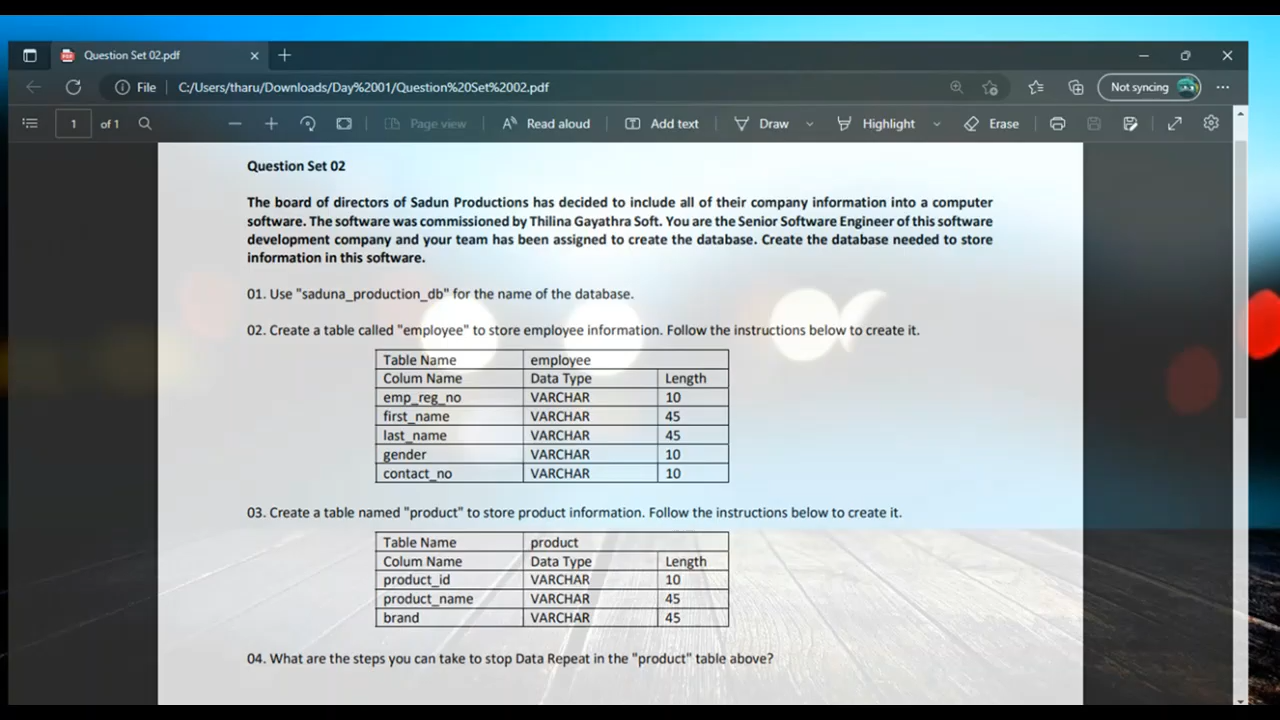 Question Set 02.pdf
File C:/Users/tharu/Downloads/Day%2001/Question%20Set%2002.pdf Not syncing
1 of 1 Page view Read aloud Add text Draw Highlight Erase
Question Set 02
The board of directors of Sadun Productions has decided to include all of their company information into a computer
software. The software was commissioned by Thilina Gayathra Soft. You are the Senior Software Engineer of this software
development company and your team has been assigned to create the database. Create the database needed to store
information in this software.
01. Use "saduna_production_db" for the name of the database.
02. Create a table called "employee" to store employee information. Follow the instructions below to create it.
Table Name employee
Colum Name Data Type Length
emp_reg_no VARCHAR 10
first_name VARCHAR 45
last_name VARCHAR 45
gender VARCHAR 10
contact_no VARCHAR 10
03. Create a table named "product" to store product information. Follow the instructions below to create it.
Table Name product
Colum Name Data Type Length
product_id VARCHAR 10
product_name VARCHAR 45
brand VARCHAR 45
04. What are the steps you can take to stop Data Repeat in the "product" table above?